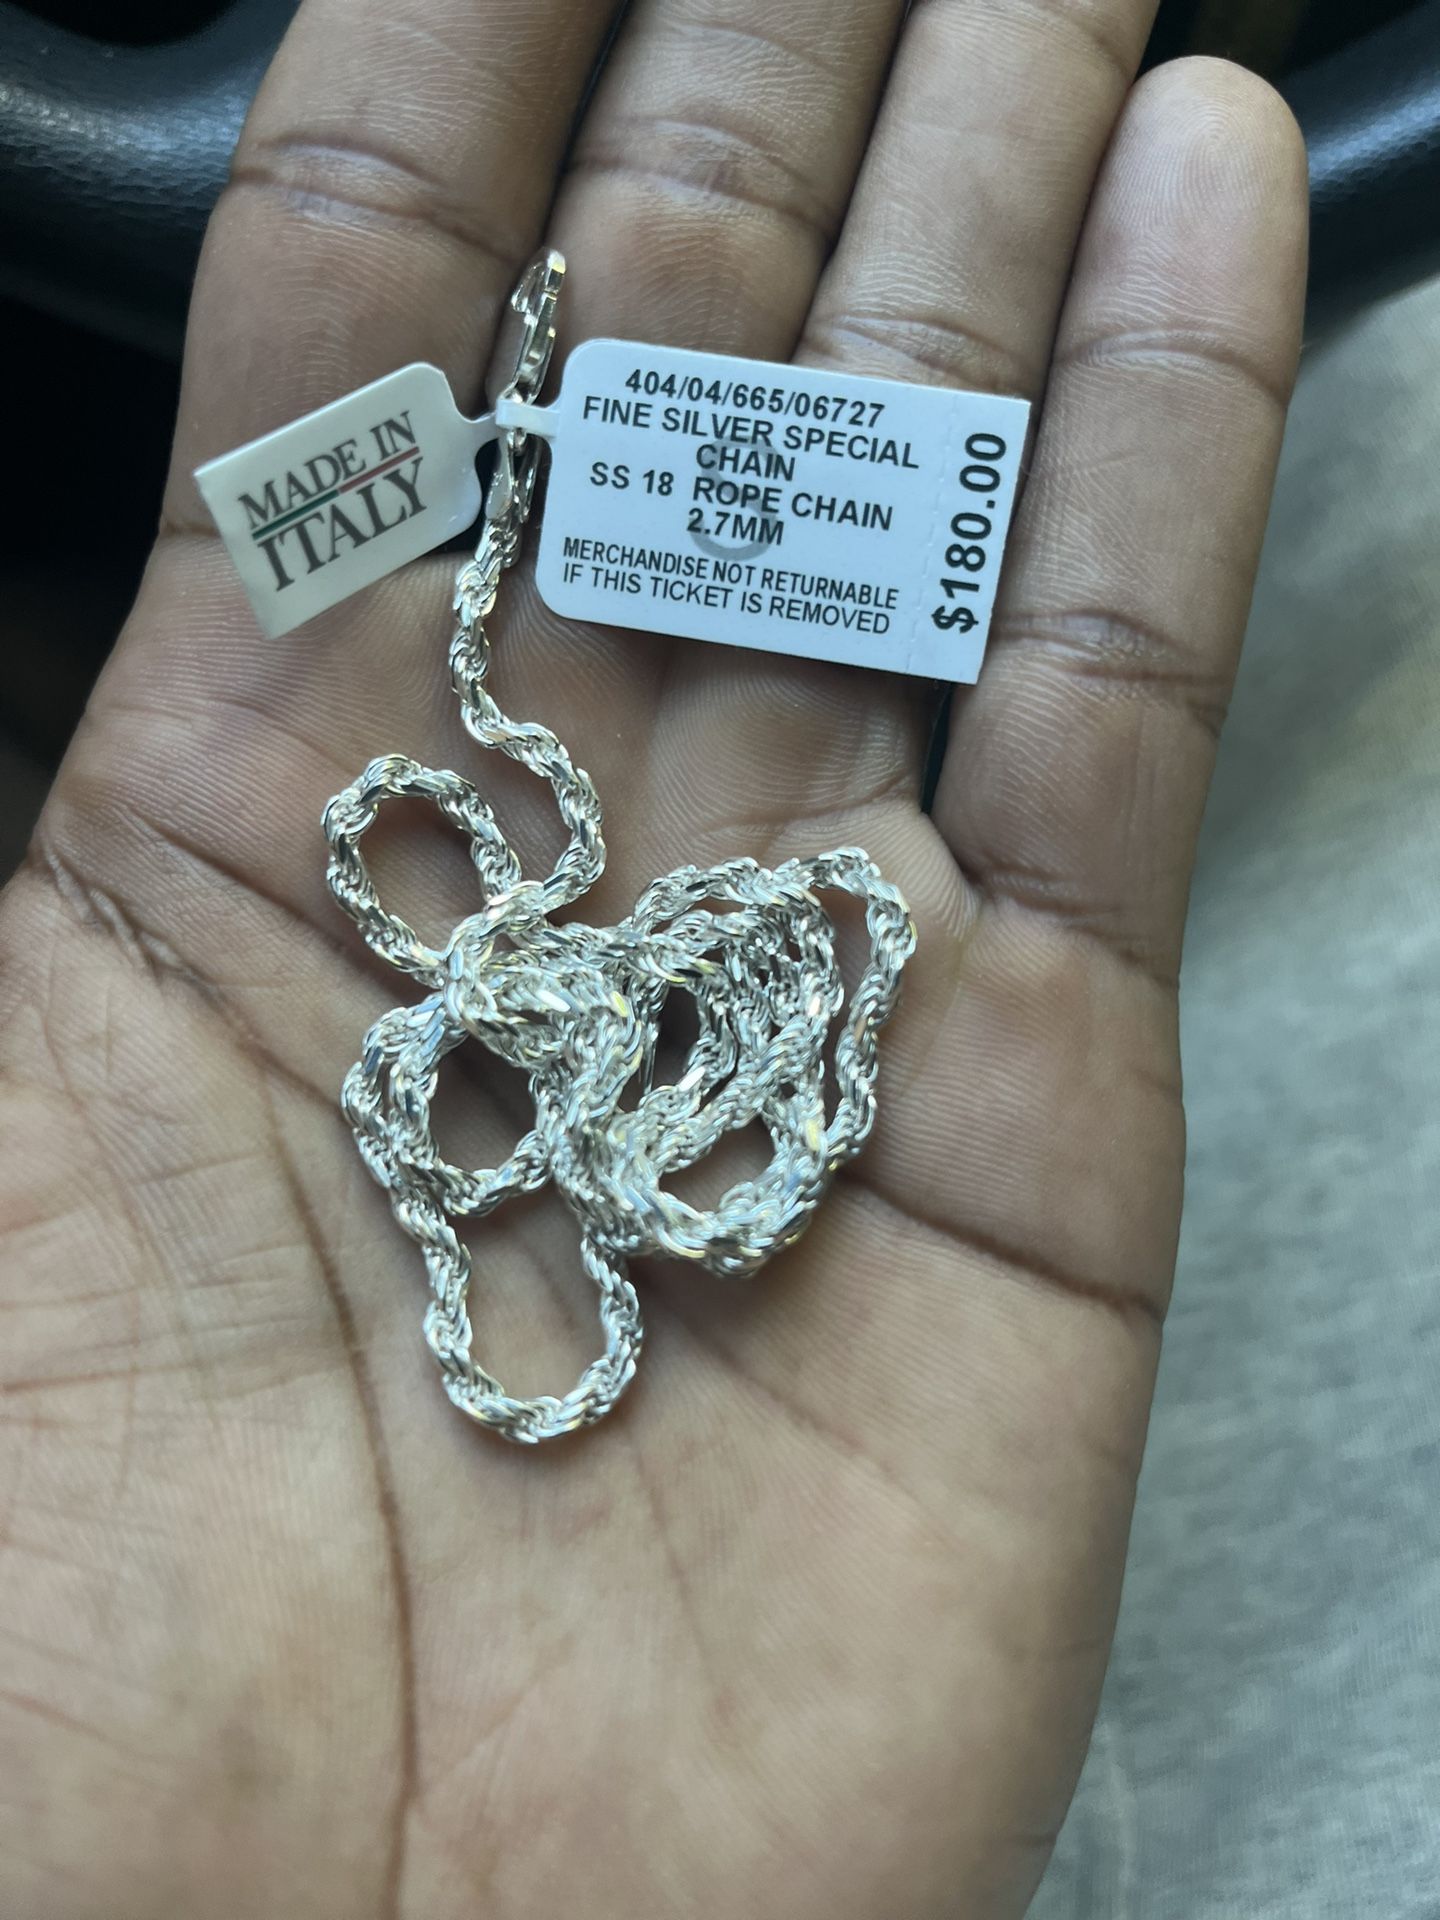 MADE IN
ITALY
404/04/665/06727
FINE SILVER SPECIAL
CHAIN
SS 18 ROPE CHAIN
2.7MM
MERCHANDISE NOT RETURNABLE
IF THIS TICKET IS REMOVED
$180.00
S